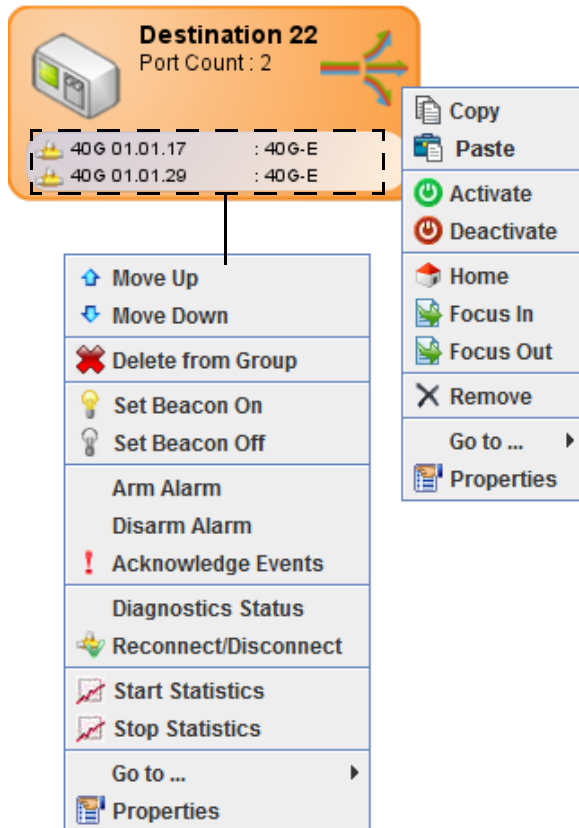 Destination 22
Port Count : 2
40G 01.01.17 : 40G-E
40G 01.01.29 : 40G-E
Copy
Paste
Activate
Deactivate
Home
Focus In
Focus Out
Remove
Go to ...
Properties
Move Up
Move Down
Delete from Group
Set Beacon On
Set Beacon Off
Arm Alarm
Disarm Alarm
Acknowledge Events
Diagnostics Status
Reconnect/Disconnect
Start Statistics
Stop Statistics
Go to ...
Properties